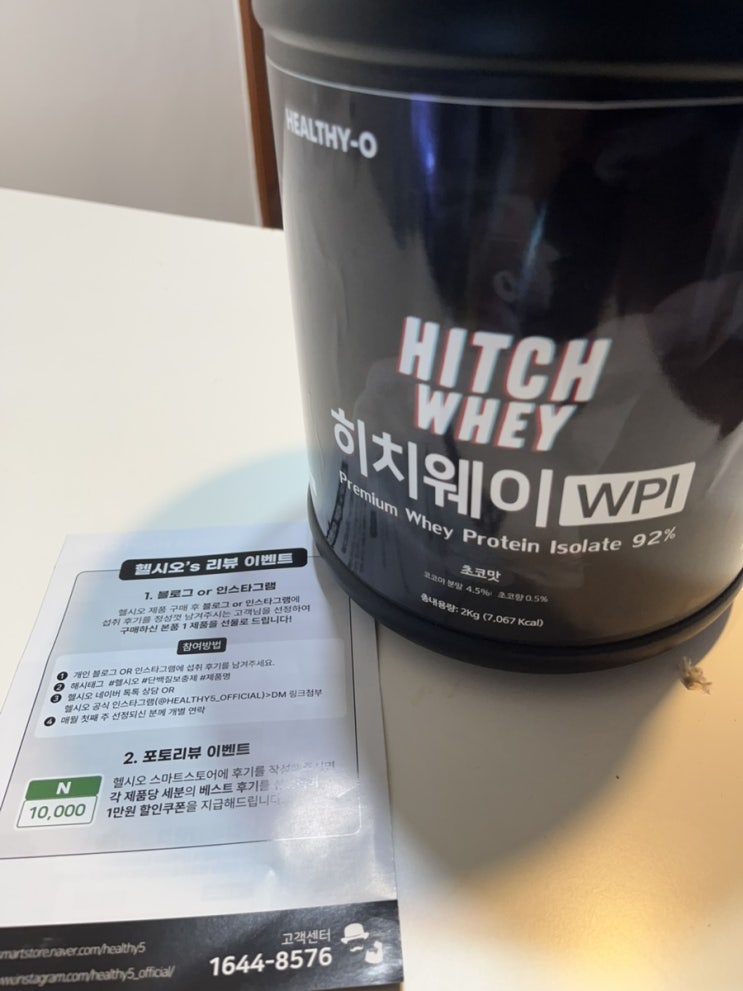 HEALTHY-O
HITCH
WHEY
히치웨이 WPI
Premium Whey Protein Isolate 92%
초코맛
코코아 분말 4.5%, 초코향 0.5%
총내용량: 2Kg (7,067 Kcal)
헬시오's 리뷰 이벤트
1. 블로그 or 인스타그램
헬시오 제품 구매 후 블로그 or 인스타그램에
섭취 후기를 정성껏 남겨주시는 고객님을 선정하여
구매하신 본품 1 제품을 선물로 드립니다!
참여방법
1 개인 블로그 OR 인스타그램에 섭취 후기를 남겨주세요.
2 해시태그 #헬시오 #단백질보충제 #제품명
3 헬시오 네이버 톡톡 상담 OR
헬시오 공식 인스타그램(@HEALTHY5_OFFICIAL)>DM 링크첨부
4 매월 첫째 주 선정되신 분께 개별 연락
2. 포토리뷰 이벤트
N
10,000
헬시오 스마트스토어에 후기를
각 제품당 세분의 베스트 후기를
1만원 할인쿠폰을 지급해드립니다
고객센터
1644-8576
smartstore.naver.com/healthy5
www.instagram.com/healthy5_official/